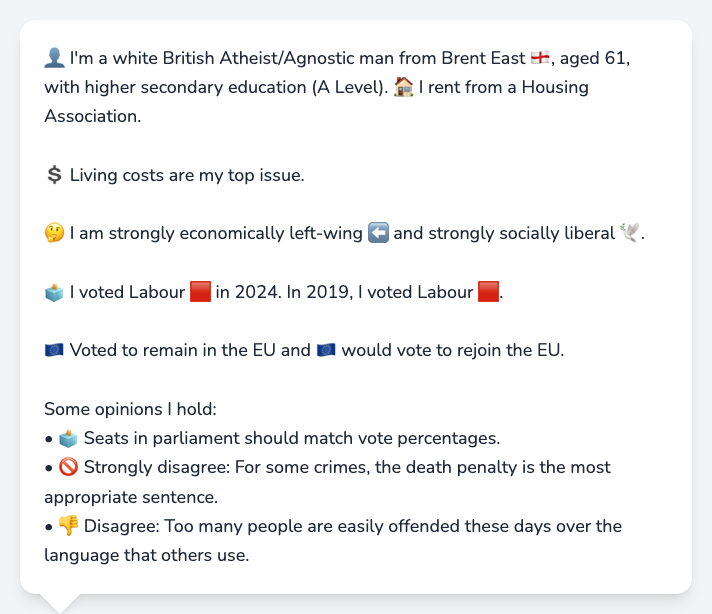 👤 I'm a white British Atheist/Agnostic man from Brent East 🏴󠁧󠁢󠁥󠁮󠁧󠁿, aged 61,
with higher secondary education (A Level). 🏠 I rent from a Housing
Association.
💲 Living costs are my top issue.
🤔 I am strongly economically left-wing ⬅️ and strongly socially liberal 🕊️.
🗳️ I voted Labour 🟥 in 2024. In 2019, I voted Labour 🟥.
🇪🇺 Voted to remain in the EU and 🇪🇺 would vote to rejoin the EU.
Some opinions I hold:
• 🗳️ Seats in parliament should match vote percentages.
• 🚫 Strongly disagree: For some crimes, the death penalty is the most
appropriate sentence.
• 👎 Disagree: Too many people are easily offended these days over the
language that others use.